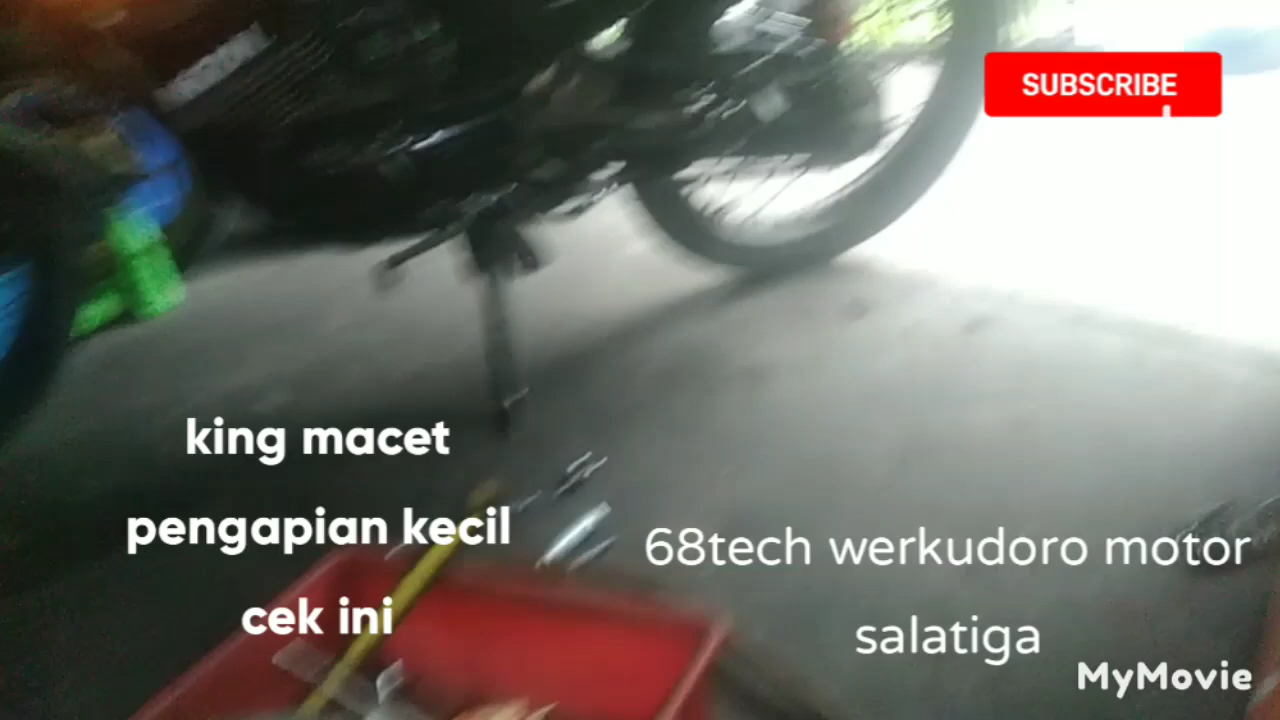 SUBSCRIBE
king macet
pengapian kecil
cek ini
68tech werkudoro motor
salatiga
MyMovie